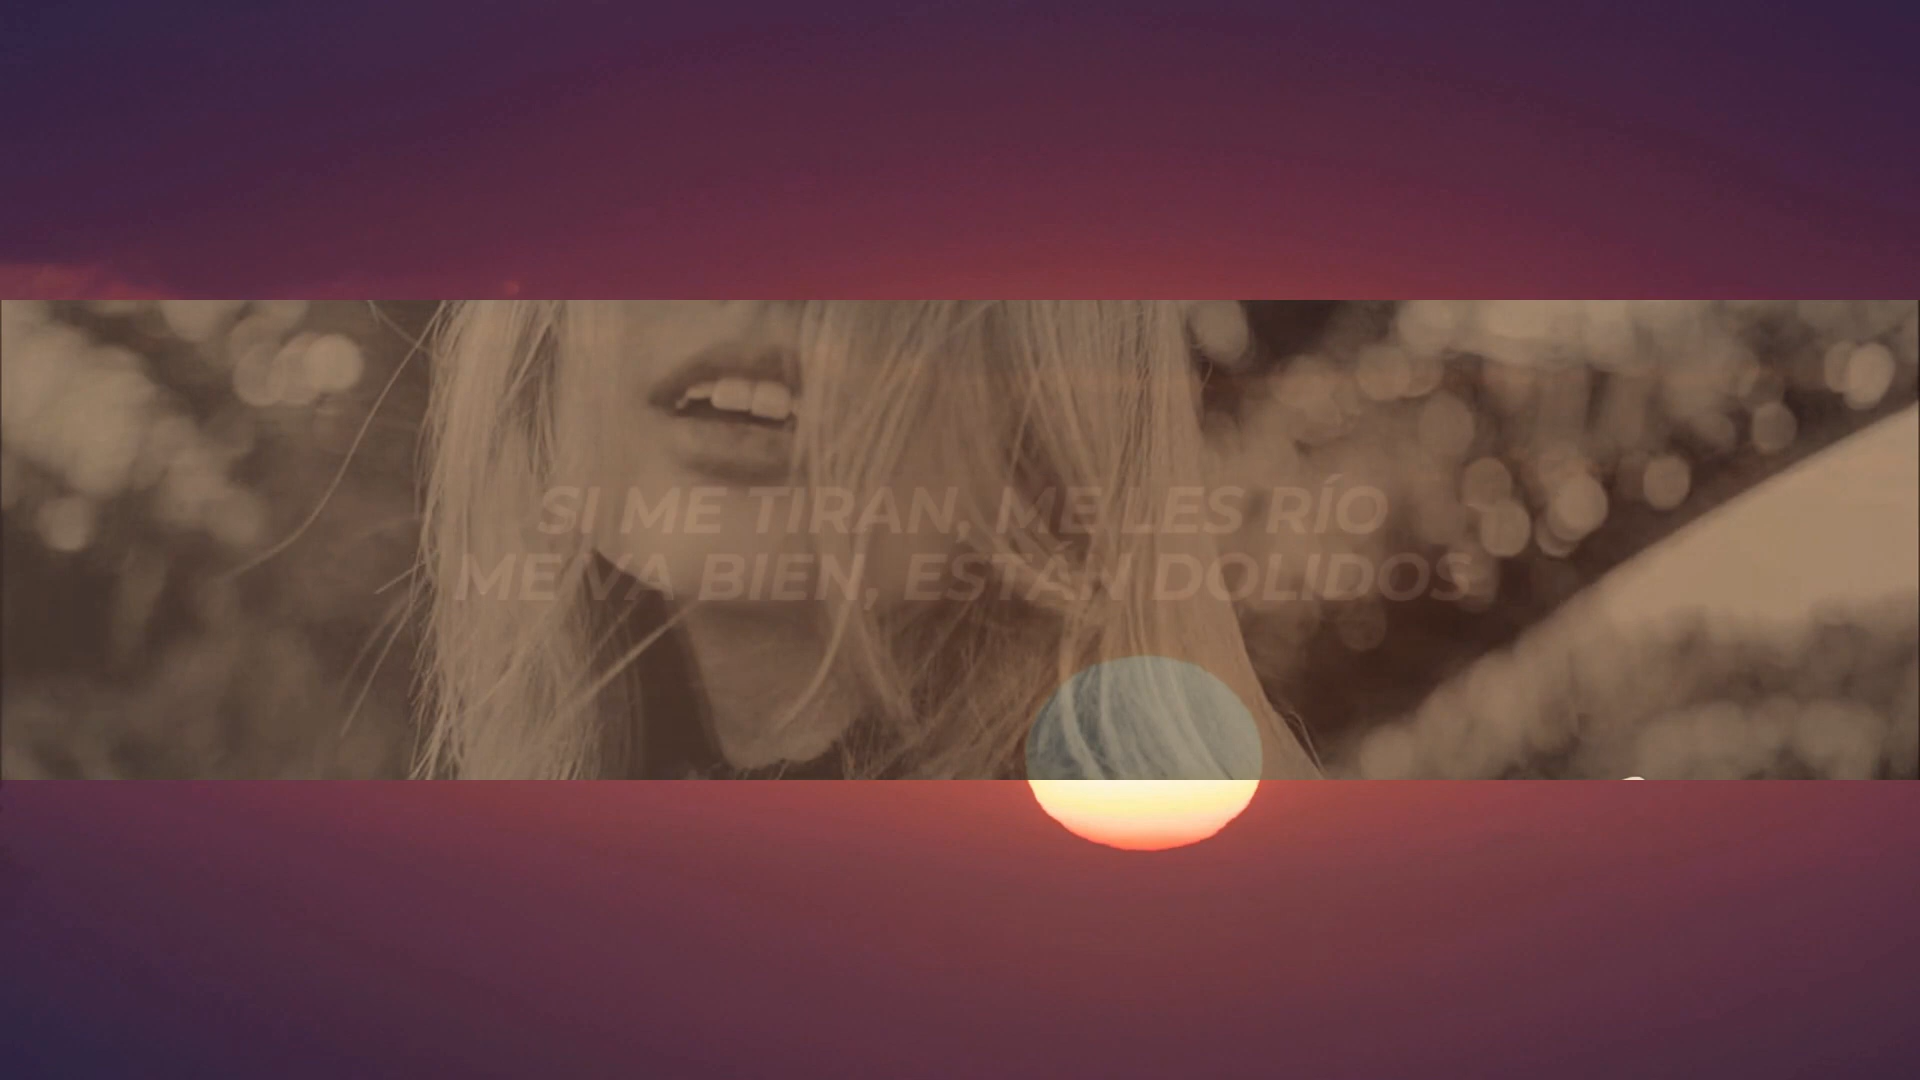 SI ME TIRAN, ME LES RÍO
ME VA BIEN, ESTÁN DOLIDOS